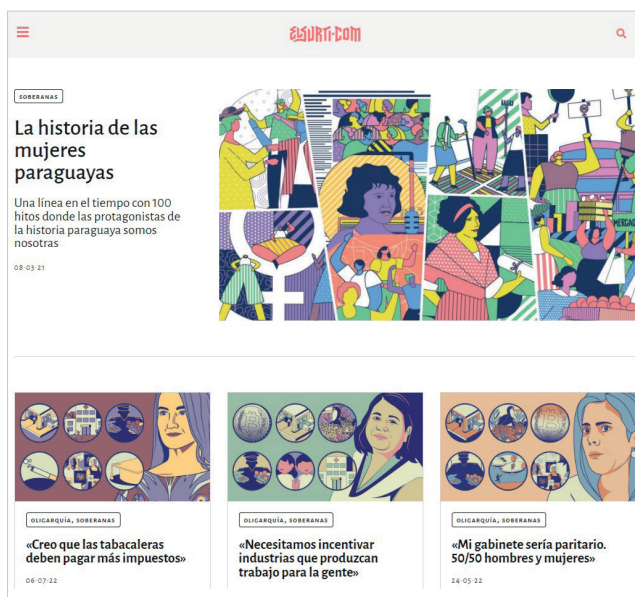 ELSURTI.COM
SOBERANAS
La historia de las
mujeres
paraguayas
Una línea en el tiempo con 100
hitos donde las protagonistas de
la historia paraguaya somos
nosotras
08·03·21
MERCADO
OLIGARQUÍA, SOBERANAS
«Creo que las tabacaleras
deben pagar más impuestos»
06·07·22
OLIGARQUÍA, SOBERANAS
«Necesitamos incentivar
industrias que produzcan
trabajo para la gente»
OLIGARQUÍA, SOBERANAS
«Mi gabinete sería paritario.
50/50 hombres y mujeres»
24·05·22